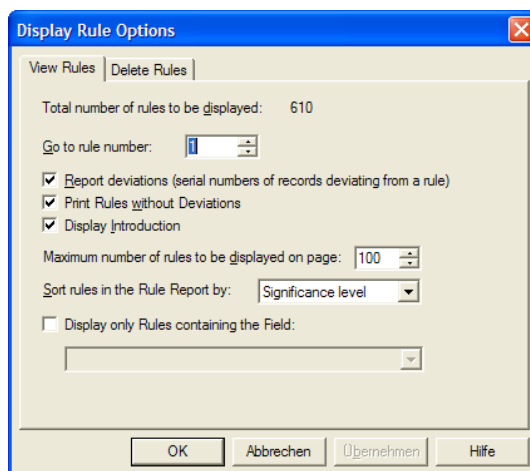 Display Rule Options
View Rules Delete Rules
Total number of rules to be displayed: 610
Go to rule number: 1
Report deviations (serial numbers of records deviating from a rule)
Print Rules without Deviations
Display Introduction
Maximum number of rules to be displayed on page: 100
Sort rules in the Rule Report by: Significance level
Display only Rules containing the Field:
OK Abbrechen Übernehmen Hilfe